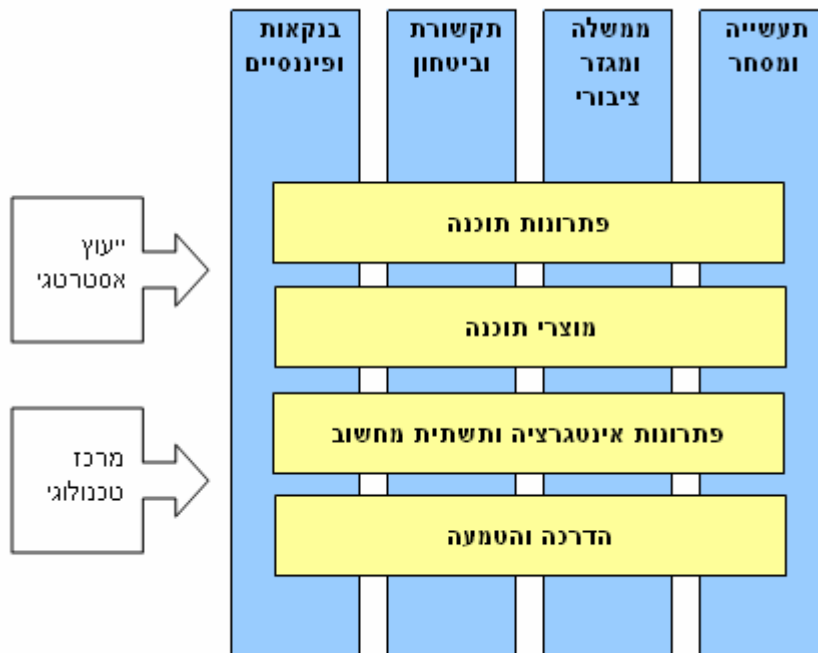 תעשייה
ומסחר
ממשלה
ומגזר
ציבורי
תקשורת
וביטחון
בנקאות
ופיננסיים
פתרונות תוכנה
מוצרי תוכנה
פתרונות אינטגרציה ותשתית מחשוב
הדרכה והטמעה
ייעוץ
אסטרטגי
מרכז
טכנולוגי